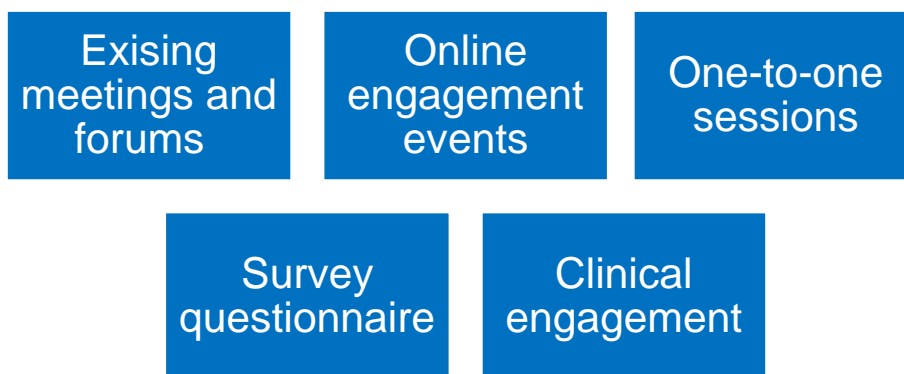 Exising
meetings and
forums
Online
engagement
events
One-to-one
sessions
Survey
questionnaire
Clinical
engagement